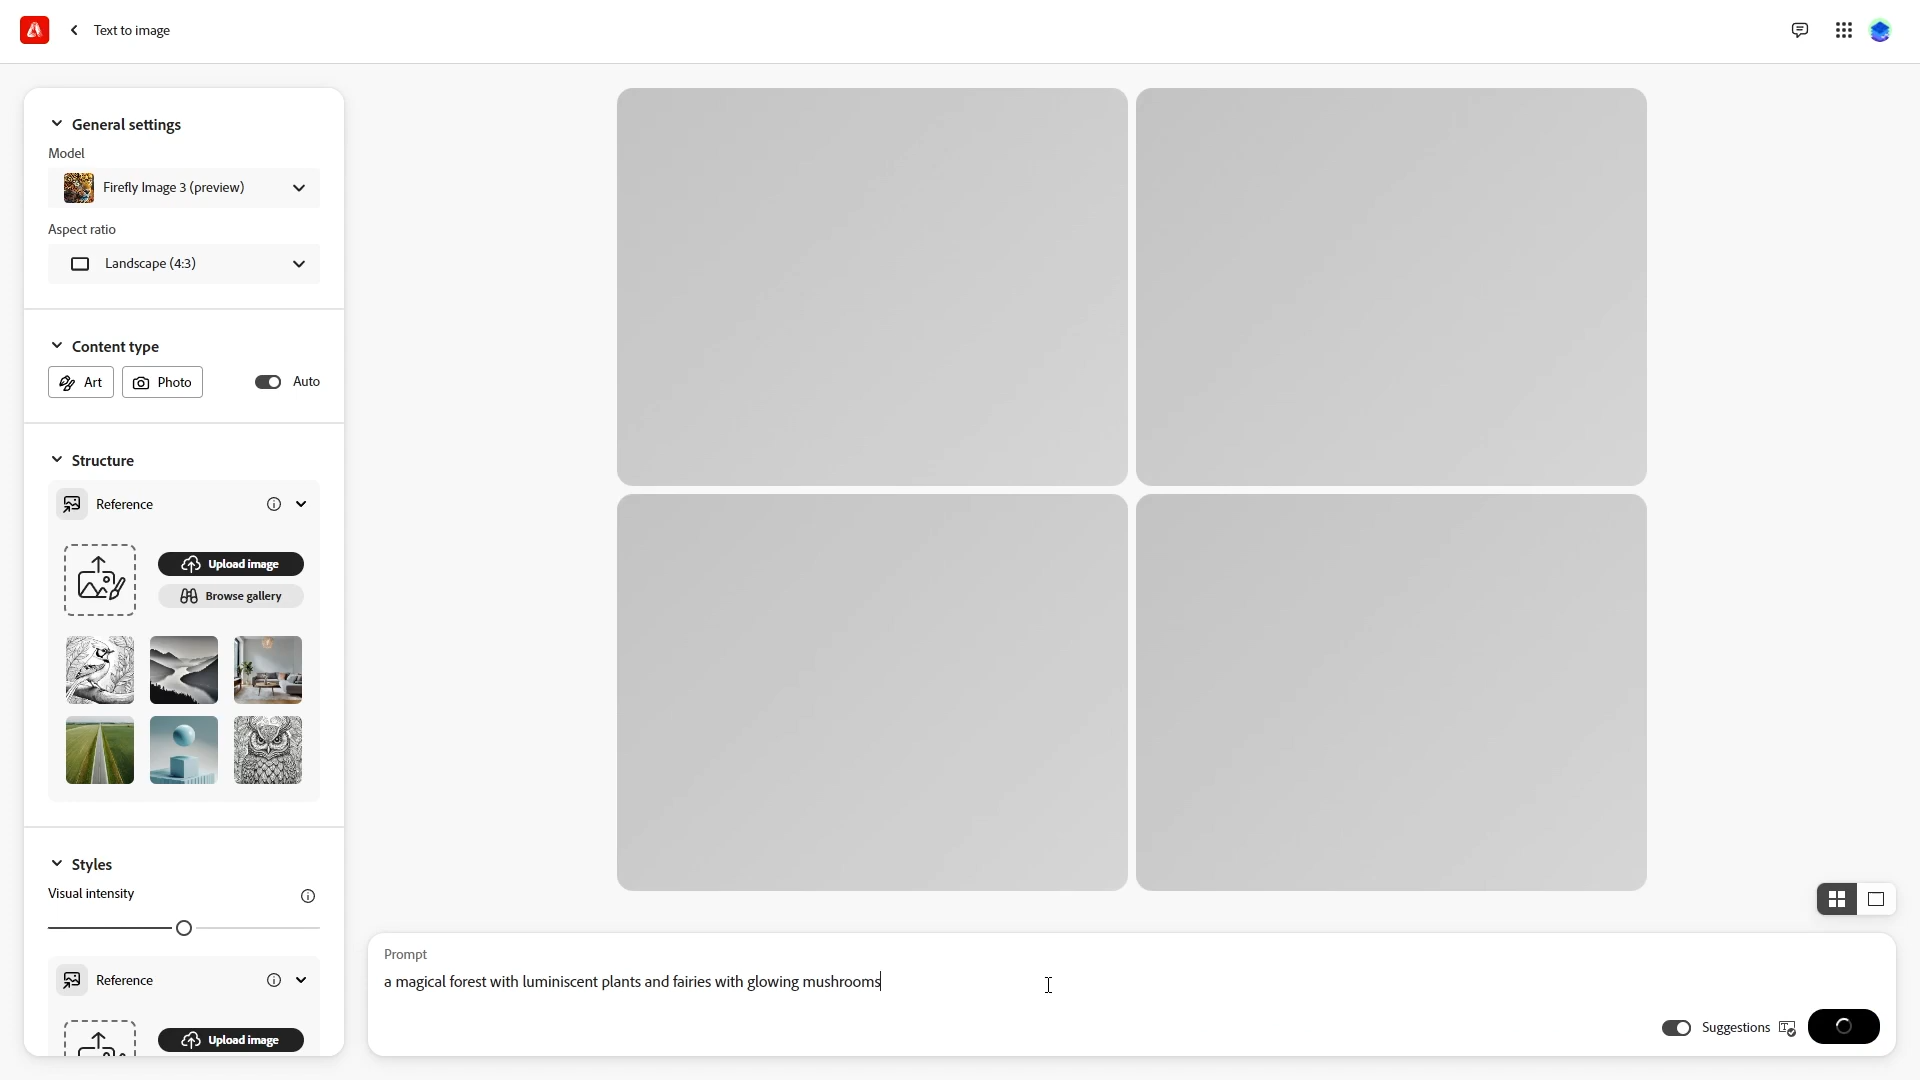 Text to image
General settings
Model
Firefly Image 3 (preview)
Aspect ratio
Landscape (4:3)
Content type
Art
Photo
Auto
Structure
Reference
Upload image
Browse gallery
Styles
Visual intensity
Reference
Upload image
Prompt
a magical forest with luminiscent plants and fairies with glowing mushrooms
Suggestions